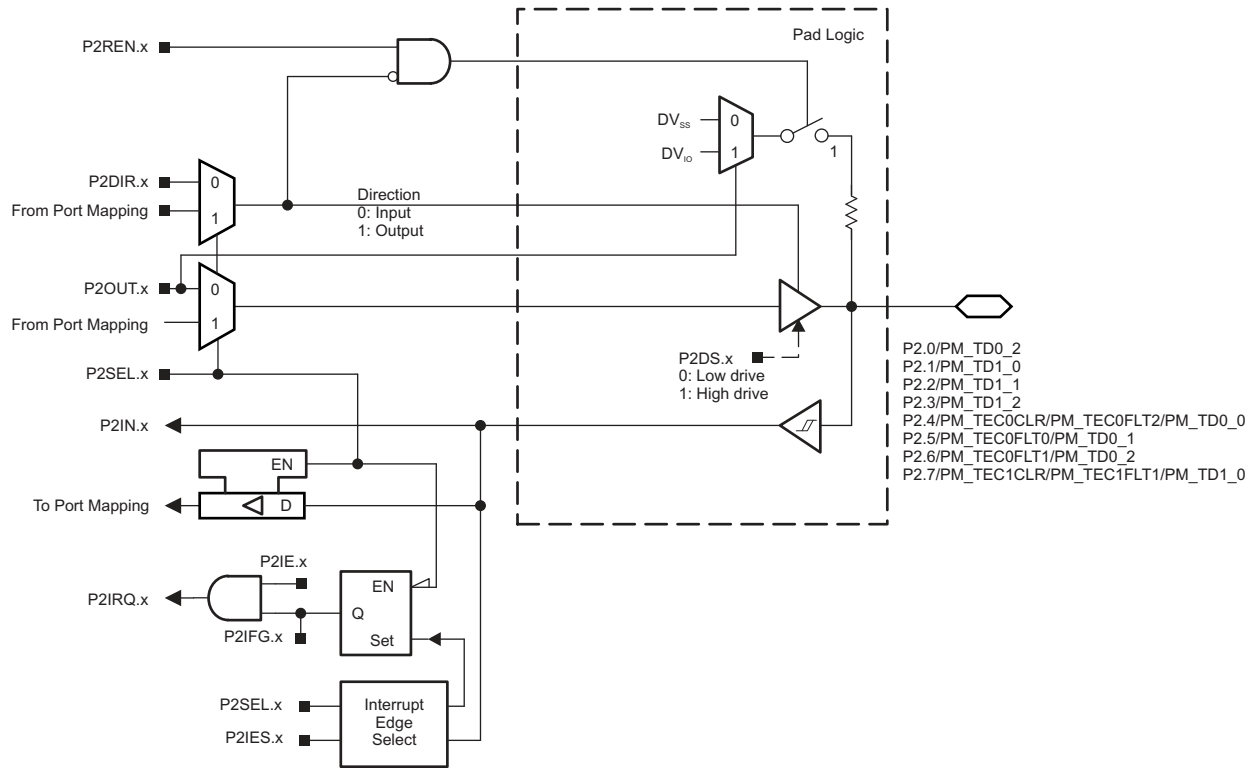 Pad Logic
P2REN.x
DVSS
0
DVIO
1
1
P2DIR.x
0
From Port Mapping
1
Direction
0: Input
1: Output
P2OUT.x
0
From Port Mapping
1
P2DS.x
0: Low drive
1: High drive
P2SEL.x
P2.0/PM_TD0_2
P2.1/PM_TD1_0
P2.2/PM_TD1_1
P2.3/PM_TD1_2
P2.4/PM_TEC0CLR/PM_TEC0FLT2/PM_TD0_0
P2.5/PM_TEC0FLT0/PM_TD0_1
P2.6/PM_TEC0FLT1/PM_TD0_2
P2.7/PM_TEC1CLR/PM_TEC1FLT1/PM_TD1_0
P2IN.x
EN
To Port Mapping
D
P2IE.x
P2IRQ.x
EN
Q
P2IFG.x
Set
P2SEL.x
P2IES.x
Interrupt
Edge
Select